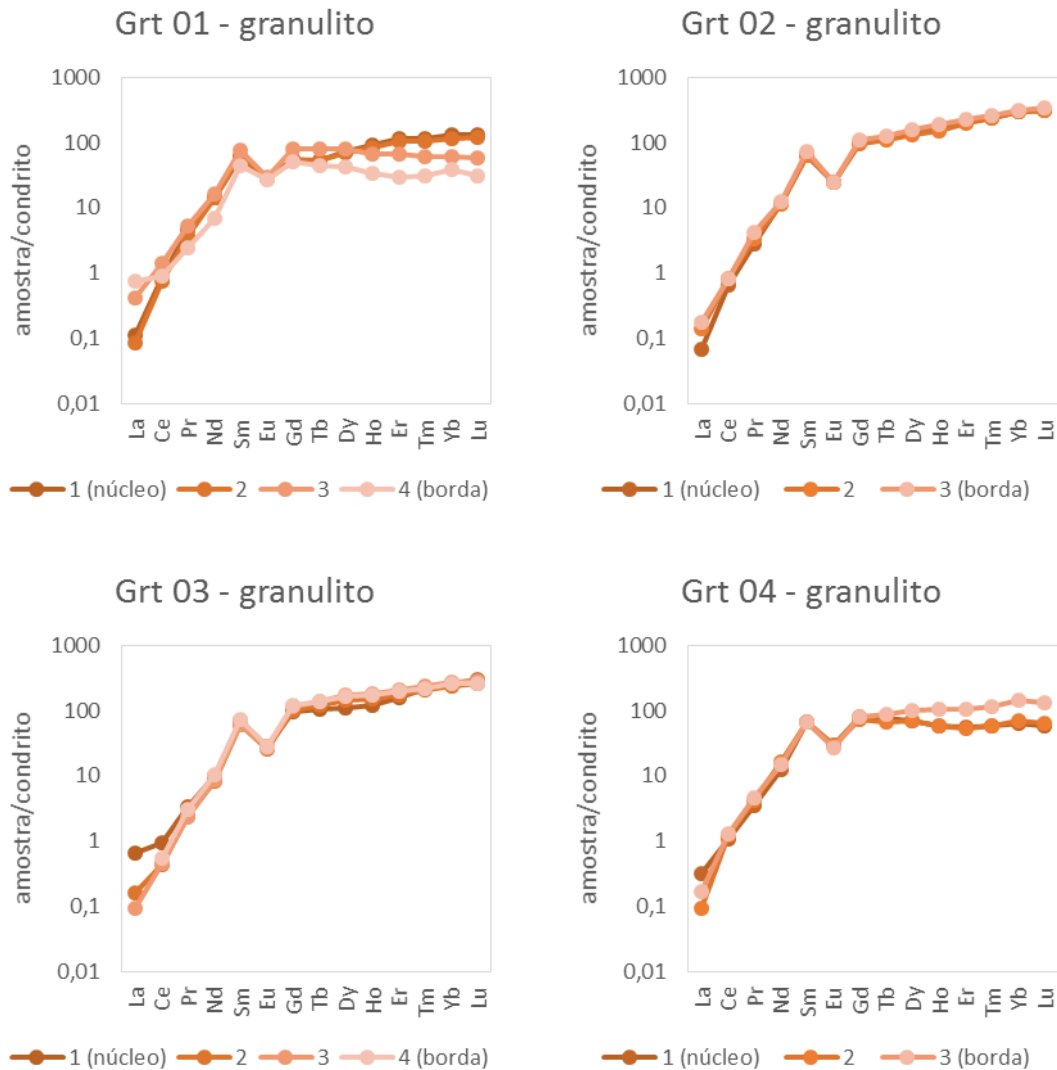 Grt 01 - granulito
amostra/condrito
1000
100
10
1
0,1
0,01
La Ce Pr Nd Sm Eu Gd Tb Dy Ho Er Tm Yb Lu
1 (núcleo) 2 3 4 (borda)
Grt 02 - granulito
amostra/condrito
1000
100
10
1
0,1
0,01
La Ce Pr Nd Sm Eu Gd Tb Dy Ho Er Tm Yb Lu
1 (núcleo) 2 3 (borda)
Grt 03 - granulito
amostra/condrito
1000
100
10
1
0,1
0,01
La Ce Pr Nd Sm Eu Gd Tb Dy Ho Er Tm Yb Lu
1 (núcleo) 2 3 4 (borda)
Grt 04 - granulito
amostra/condrito
1000
100
10
1
0,1
0,01
La Ce Pr Nd Sm Eu Gd Tb Dy Ho Er Tm Yb Lu
1 (núcleo) 2 3 (borda)